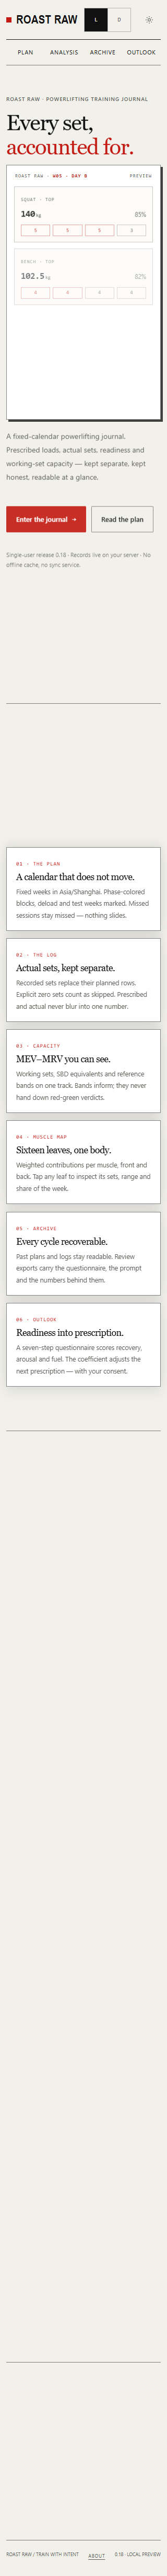 ROAST RAW
L
D
PLAN
ANALYSIS
ARCHIVE
OUTLOOK
ROAST RAW · POWERLIFTING TRAINING JOURNAL
Every set,
accounted for.
ROAST RAW · W05 · DAY B
PREVIEW
SQUAT · TOP
140kg
85%
5
5
5
BENCH · TOP
102.5kg
82%
A fixed-calendar powerlifting journal.
Prescribed loads, actual sets, readiness and
working-set capacity — kept separate, kept
honest, readable at a glance.
Enter the journal →
Read the plan
Single-user release 0.18 · Records live on your server · No
offline cache, no sync service.
01 · THE PLAN
A calendar that does not move.
Fixed weeks in Asia/Shanghai. Phase-colored
blocks, deload and test weeks marked. Missed
sessions stay missed — nothing slides.
02 · THE LOG
Actual sets, kept separate.
Recorded sets replace their planned rows.
Explicit zero sets count as skipped. Prescribed
and actual never blur into one number.
03 · CAPACITY
MEV–MRV you can see.
Working sets, SBD equivalents and reference
bands on one track. Bands inform; they never
hand down red-green verdicts.
04 · MUSCLE MAP
Sixteen leaves, one body.
Weighted contributions per muscle, front and
back. Tap any leaf to inspect its sets, range and
share of the week.
05 · ARCHIVE
Every cycle recoverable.
Past plans and logs stay readable. Review
exports carry the questionnaire, the prompt
and the numbers behind them.
06 · OUTLOOK
Readiness into prescription.
A seven-step questionnaire scores recovery,
arousal and fuel. The coefficient adjusts the
next prescription — with your consent.
ROAST RAW / TRAIN WITH INTENT
ABOUT
0.18 · LOCAL PREVIEW